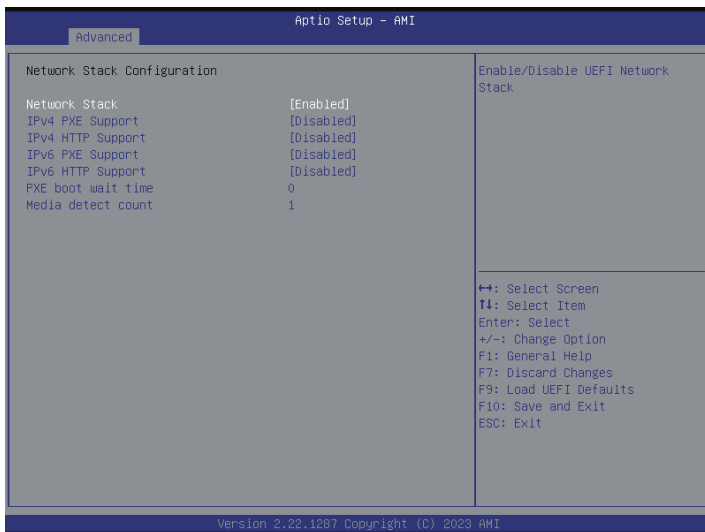 Aptio Setup – AMI
Advanced
Network Stack Configuration
Network Stack [Enabled]
IPv4 PXE Support [Disabled]
IPv4 HTTP Support [Disabled]
IPv6 PXE Support [Disabled]
IPv6 HTTP Support [Disabled]
PXE boot wait time 0
Media detect count 1
Enable/Disable UEFI Network
Stack
↔: Select Screen
↑↓: Select Item
Enter: Select
+/-: Change Option
F1: General Help
F7: Discard Changes
F9: Load UEFI Defaults
F10: Save and Exit
ESC: Exit
Version 2.22.1287 Copyright (C) 2023 AMI